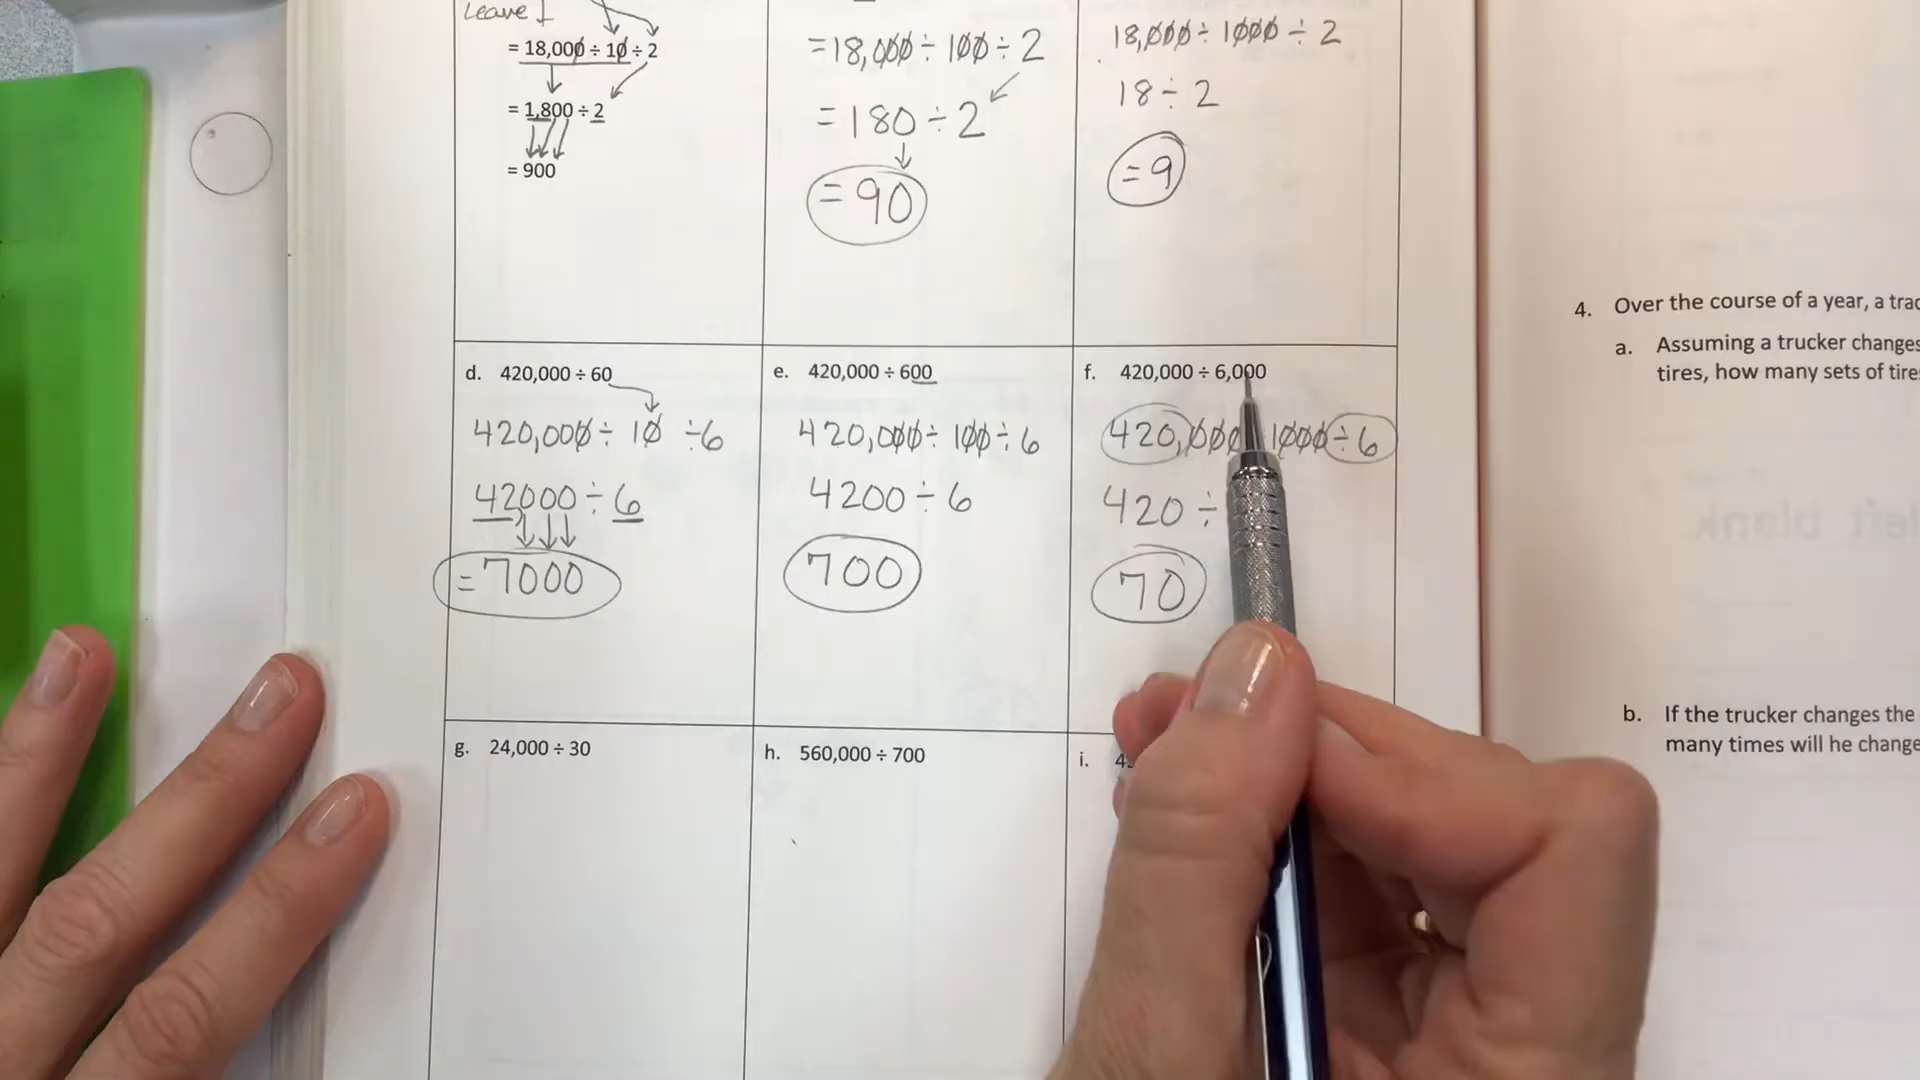 Leave
= 18,000 ÷ 10 ÷ 2
= 1,800 ÷ 2
= 900
= 18,000 ÷ 100 ÷ 2
= 180 ÷ 2
= 90
18,000 ÷ 1000 ÷ 2
18 ÷ 2
= 9
d. 420,000 ÷ 60
420,000 ÷ 10 ÷6
42000 ÷ 6
= 7000
e. 420,000 ÷ 600
420,000 ÷ 100 ÷ 6
4200 ÷ 6
700
f. 420,000 ÷ 6,000
420,000 1000 ÷ 6
420 ÷
70
g. 24,000 ÷ 30
h. 560,000 ÷ 700
i.
4. Over the course of a year, a
a. Assuming a trucker changes
tires, how many sets of tire
b. If the trucker changes the
many times will he change